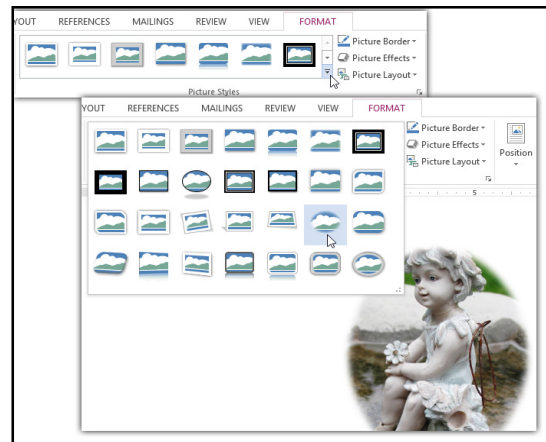 YOUT REFERENCES MAILINGS REVIEW VIEW FORMAT
Picture Border
Picture Effects
Picture Layout
Picture Styles
YOUT REFERENCES MAILINGS REVIEW VIEW FORMAT
Picture Border
Picture Effects
Picture Layout
Position
5